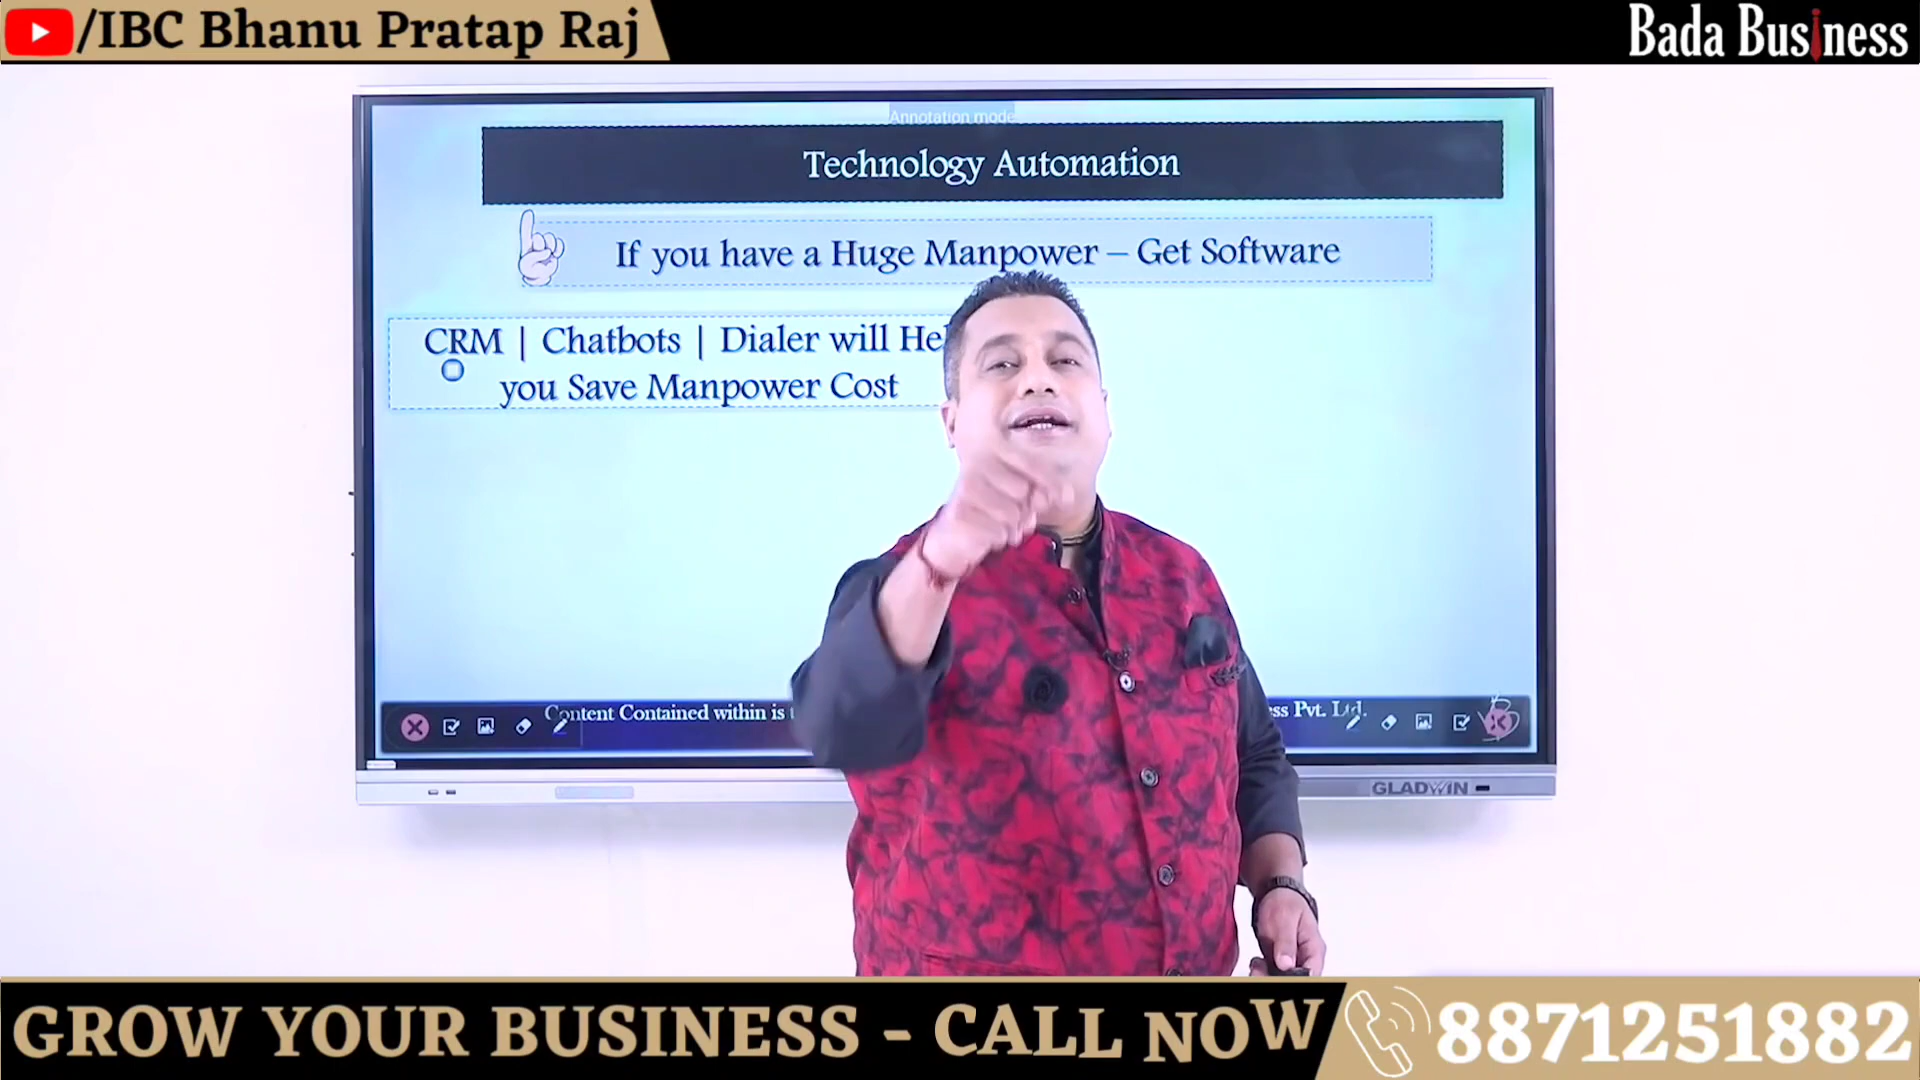 /IBC Bhanu Pratap Raj
Bada Business
Annotation mode
Technology Automation
If you have a Huge Manpower – Get Software
CRM | Chatbots | Dialer will He
you Save Manpower Cost
Content Contained within is
ss Pvt. Ltd.
GLADWIN
GROW YOUR BUSINESS - CALL NOW 8871251882